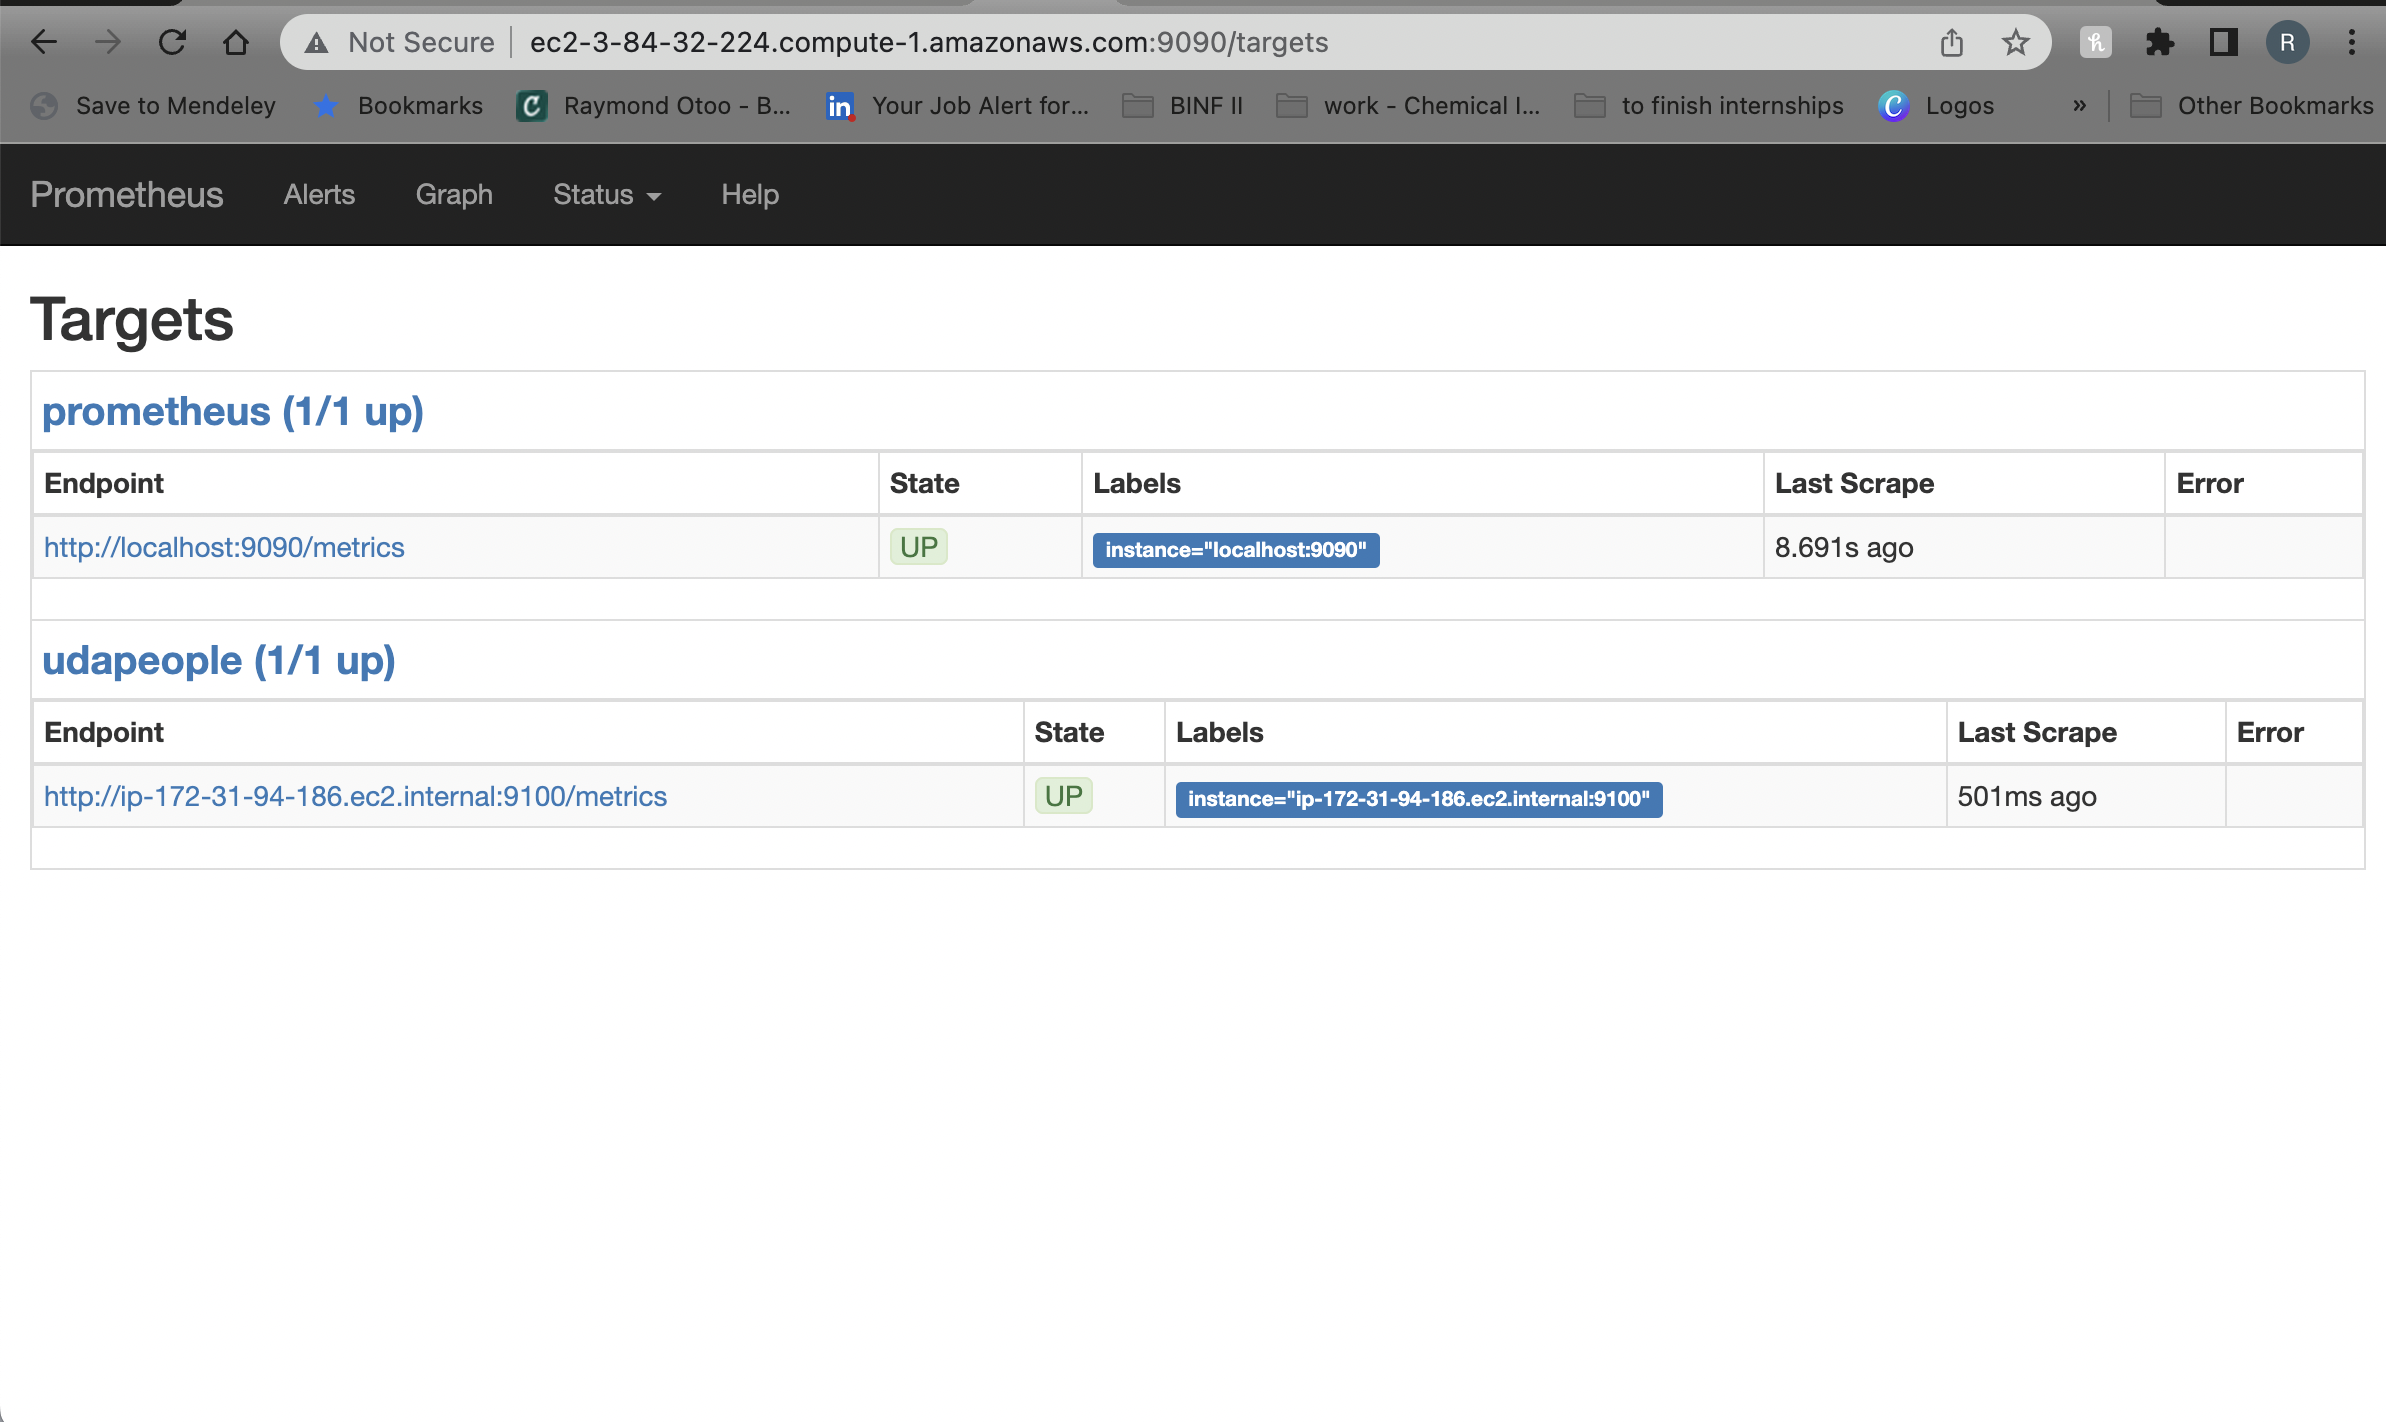 Not Secure ec2-3-84-32-224.compute-1.amazonaws.com:9090/targets R
Save to Mendeley Bookmarks Raymond Otoo - B... Your Job Alert for... BINF II work - Chemical I... to finish internships Logos » Other Bookmarks
Prometheus Alerts Graph Status Help
Targets
prometheus (1/1 up)
Endpoint State Labels Last Scrape Error
http://localhost:9090/metrics UP instance="localhost:9090" 8.691s ago
udapeople (1/1 up)
Endpoint State Labels Last Scrape Error
http://ip-172-31-94-186.ec2.internal:9100/metrics UP instance="ip-172-31-94-186.ec2.internal:9100" 501ms ago